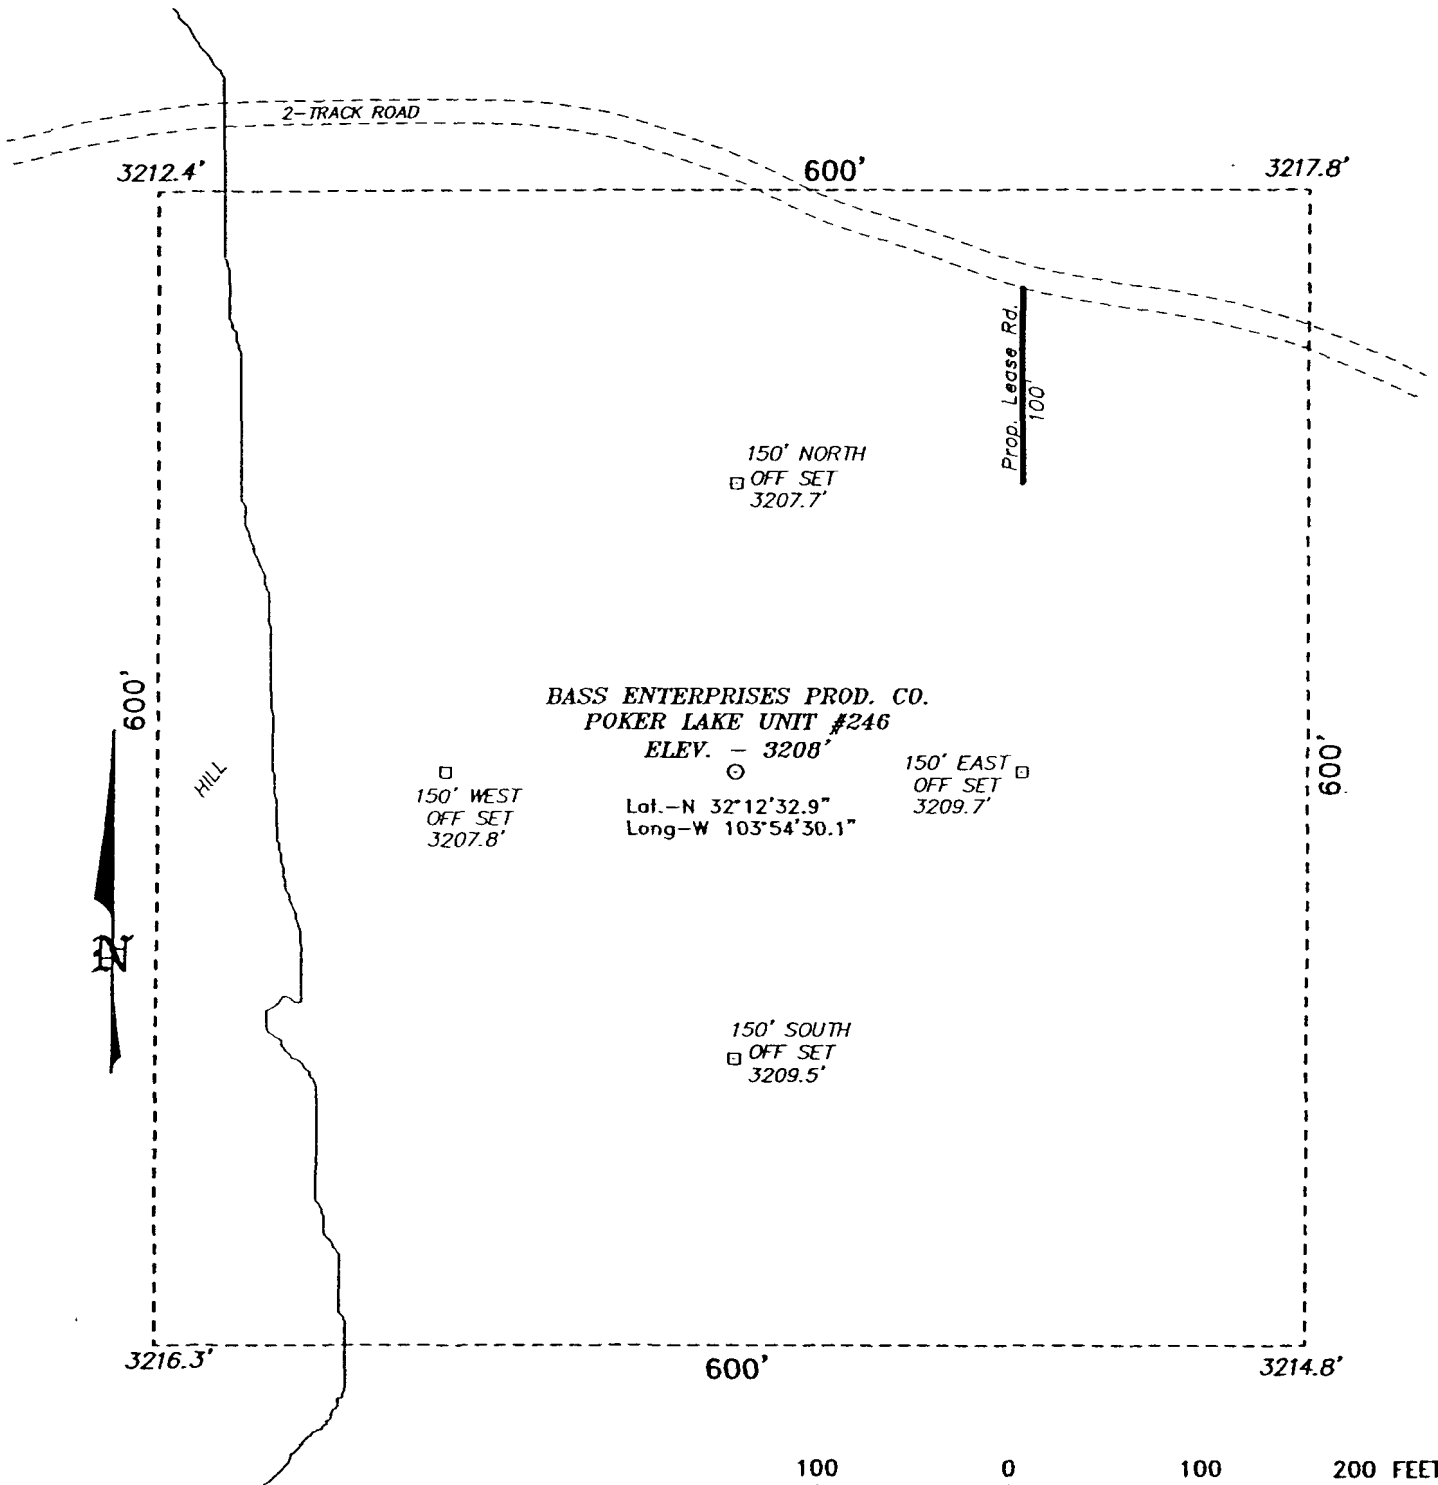 2-TRACK ROAD
3212.4'
600'
3217.8'
Prop. Lease Rd.
100'
150' NORTH
OFF SET
3207.7'
600'
BASS ENTERPRISES PROD. CO.
POKER LAKE UNIT #246
ELEV. - 3208'
HILL
150' WEST
OFF SET
3207.8'
Lat.-N 32°12'32.9"
Long-W 103°54'30.1"
150' EAST
OFF SET
3209.7'
600'
N
150' SOUTH
OFF SET
3209.5'
3216.3'
600'
3214.8'
100 0 100 200 FEET